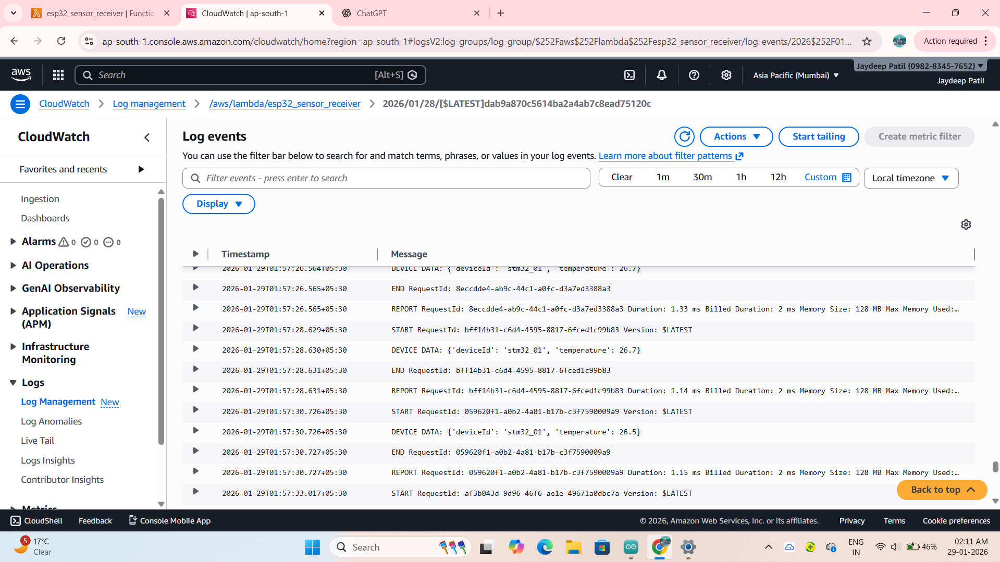 esp32_sensor_receiver | Functio
CloudWatch | ap-south-1
ChatGPT
ap-south-1.console.aws.amazon.com/cloudwatch/home?region=ap-south-1#logsV2:log-groups/log-group/$252Faws$252Flambda$252Fesp32_sensor_receiver/log-events/2026$252F01...
Action required
aws
Search
[Alt+S]
Asia Pacific (Mumbai)
Jaydeep Patil (0982-8345-7652)
Jaydeep Patil
CloudWatch
Log management
/aws/lambda/esp32_sensor_receiver
2026/01/28/[$LATEST]dab9a870c5614ba2a4ab7c8ead75120c
CloudWatch
Favorites and recents
Ingestion
Dashboards
Alarms 0 0 0
AI Operations
GenAI Observability
Application Signals New
(APM)
Infrastructure
Monitoring
Logs
Log Management New
Log Anomalies
Live Tail
Logs Insights
Contributor Insights
Metrics
Log events
Actions
Start tailing
Create metric filter
You can use the filter bar below to search for and match terms, phrases, or values in your log events. Learn more about filter patterns
Filter events - press enter to search
Clear
1m
30m
1h
12h
Custom
Local timezone
Display
Timestamp
Message
2026-01-29T01:57:26.564+05:30 DEVICE DATA: {'deviceId': 'stm32_01', 'temperature': 26.7}
2026-01-29T01:57:26.565+05:30 END RequestId: 8eccdde4-ab9c-44c1-a0fc-d3a7ed3388a3
2026-01-29T01:57:26.565+05:30 REPORT RequestId: 8eccdde4-ab9c-44c1-a0fc-d3a7ed3388a3 Duration: 1.33 ms Billed Duration: 2 ms Memory Size: 128 MB Max Memory Used:…
2026-01-29T01:57:28.629+05:30 START RequestId: bff14b31-c6d4-4595-8817-6fced1c99b83 Version: $LATEST
2026-01-29T01:57:28.630+05:30 DEVICE DATA: {'deviceId': 'stm32_01', 'temperature': 26.7}
2026-01-29T01:57:28.631+05:30 END RequestId: bff14b31-c6d4-4595-8817-6fced1c99b83
2026-01-29T01:57:28.631+05:30 REPORT RequestId: bff14b31-c6d4-4595-8817-6fced1c99b83 Duration: 1.14 ms Billed Duration: 2 ms Memory Size: 128 MB Max Memory Used:…
2026-01-29T01:57:30.726+05:30 START RequestId: 059620f1-a0b2-4a81-b17b-c3f7590009a9 Version: $LATEST
2026-01-29T01:57:30.726+05:30 DEVICE DATA: {'deviceId': 'stm32_01', 'temperature': 26.5}
2026-01-29T01:57:30.727+05:30 END RequestId: 059620f1-a0b2-4a81-b17b-c3f7590009a9
2026-01-29T01:57:30.727+05:30 REPORT RequestId: 059620f1-a0b2-4a81-b17b-c3f7590009a9 Duration: 1.15 ms Billed Duration: 2 ms Memory Size: 128 MB Max Memory Used:…
2026-01-29T01:57:33.017+05:30 START RequestId: af3b043d-9d96-46f6-ae1e-49671a0dbc7a Version: $LATEST
Back to top
CloudShell
Feedback
Console Mobile App
© 2026, Amazon Web Services, Inc. or its affiliates.
Privacy
Terms
Cookie preferences
5
17°C
Clear
Search
ENG
IN
46%
02:11 AM
29-01-2026